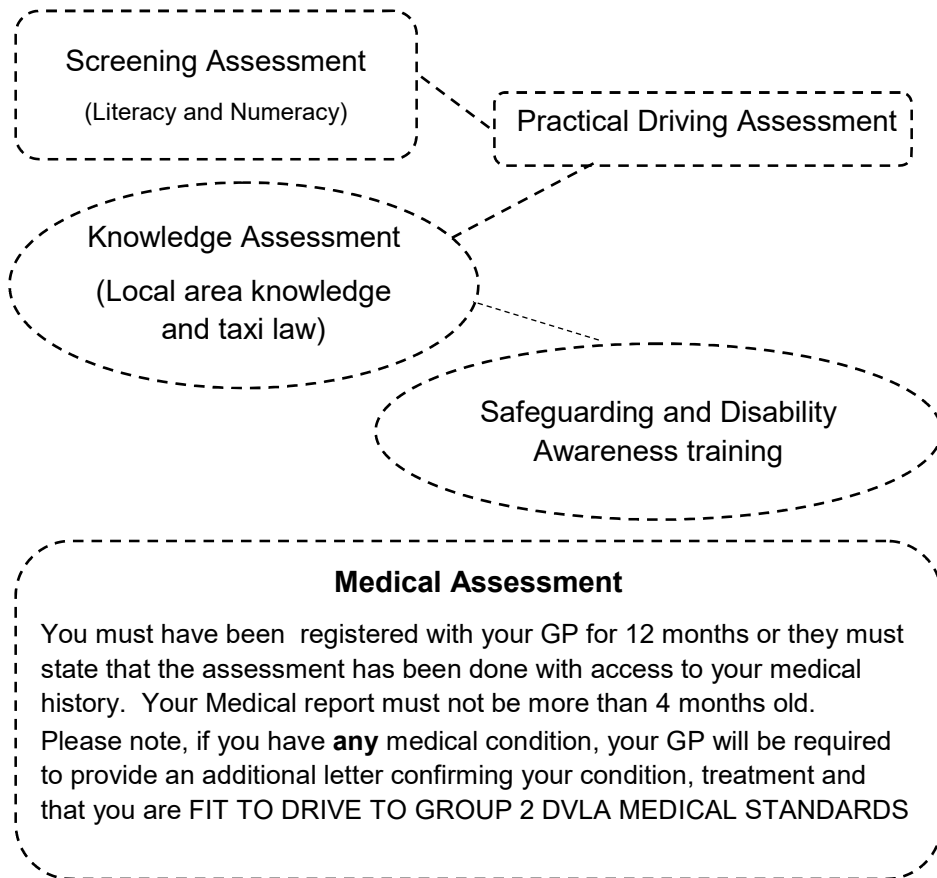 Screening Assessment
(Literacy and Numeracy)
Practical Driving Assessment
Knowledge Assessment
(Local area knowledge
and taxi law)
Safeguarding and Disability
Awareness training
Medical Assessment
You must have been  registered with your GP for 12 months or they must
state that the assessment has been done with access to your medical
history.  Your Medical report must not be more than 4 months old.
Please note, if you have any medical condition, your GP will be required
to provide an additional letter confirming your condition, treatment and
that you are FIT TO DRIVE TO GROUP 2 DVLA MEDICAL STANDARDS